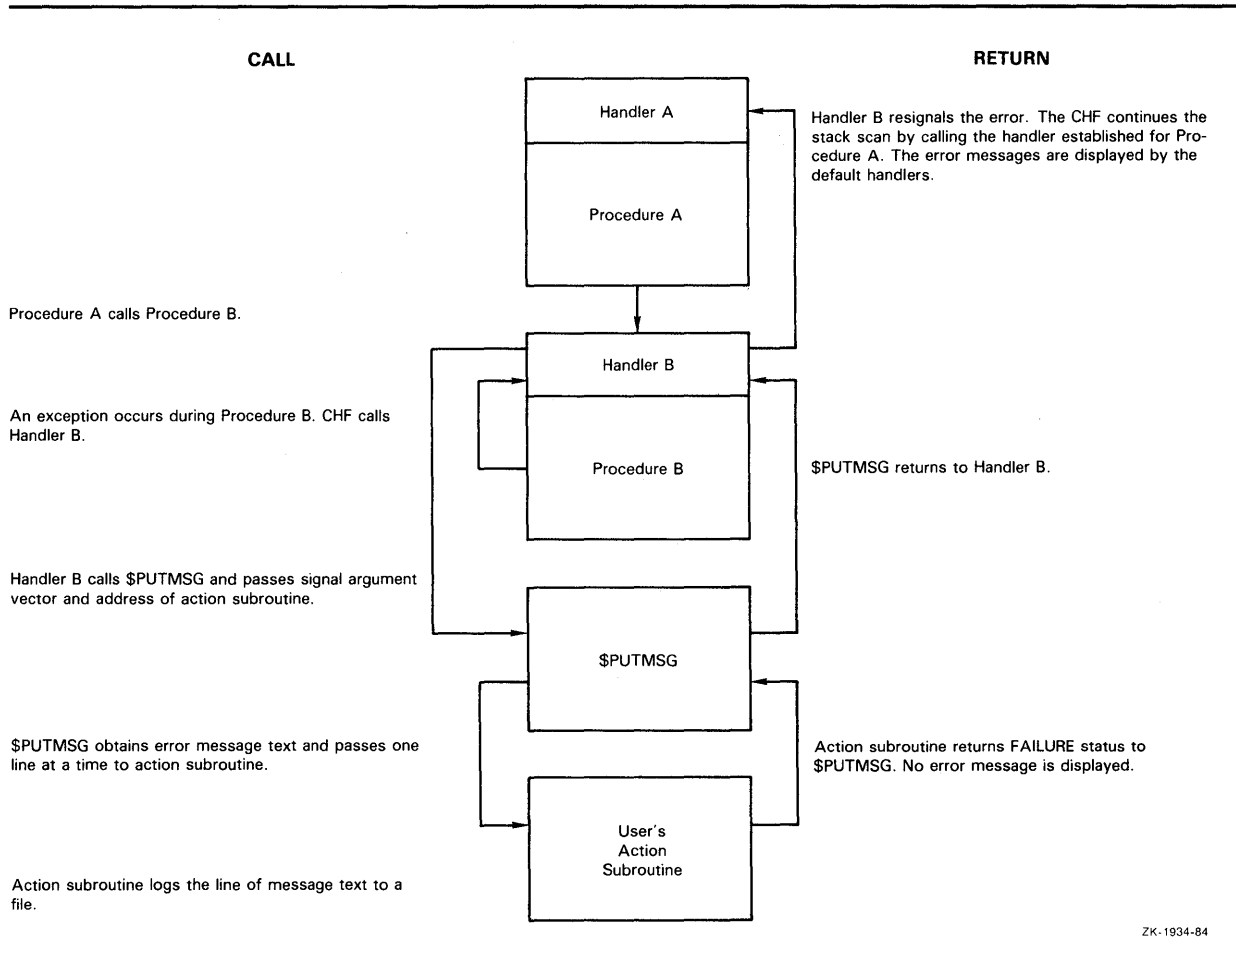 CALL
RETURN
Handler A
Handler B resignals the error. The CHF continues the
stack scan by calling the handler established for Pro-
cedure A. The error messages are displayed by the
default handlers.
Procedure A
Procedure A calls Procedure B.
Handler B
An exception occurs during Procedure B. CHF calls
Handler B.
Procedure B
$PUTMSG returns to Handler B.
Handler B calls $PUTMSG and passes signal argument
vector and address of action subroutine.
$PUTMSG
$PUTMSG obtains error message text and passes one
line at a time to action subroutine.
Action subroutine returns FAILURE status to
$PUTMSG. No error message is displayed.
User's
Action
Subroutine
Action subroutine logs the line of message text to a
file.
ZK-1934-84